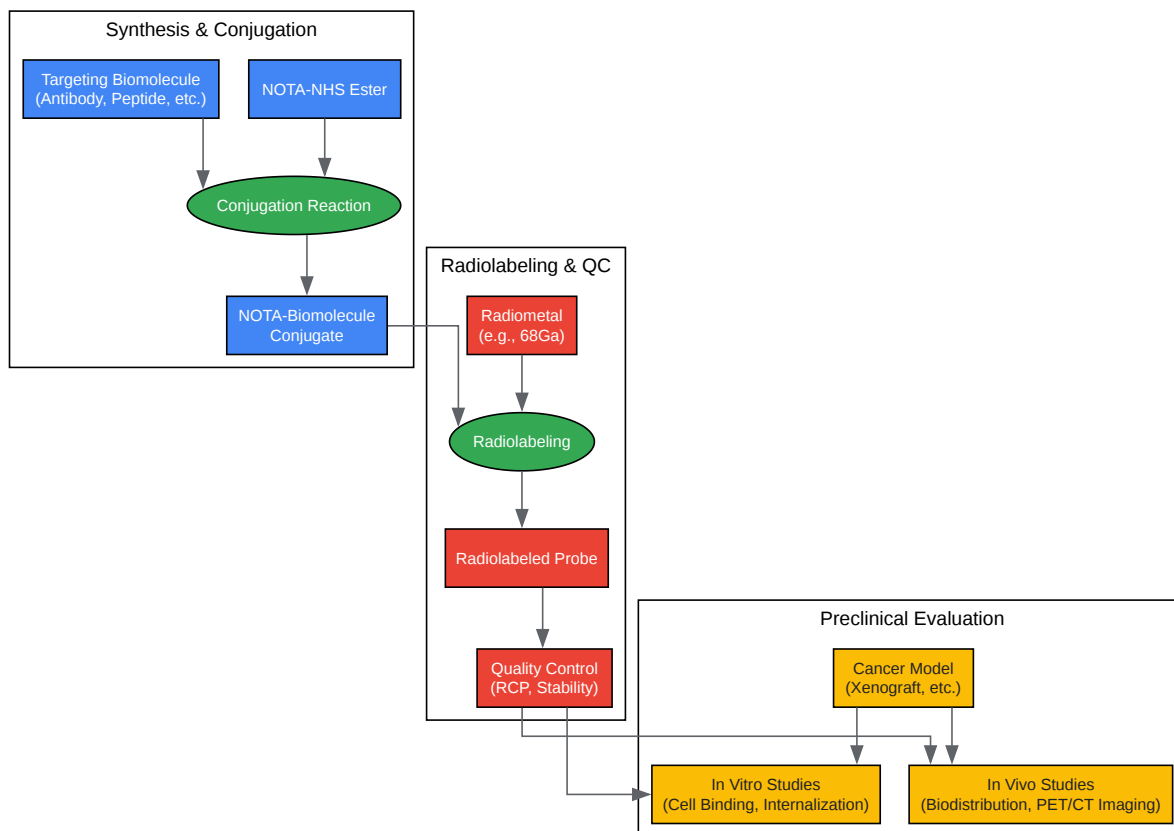 Synthesis & Conjugation
Targeting Biomolecule
(Antibody, Peptide, etc.)
NOTA-NHS Ester
Conjugation Reaction
NOTA-Biomolecule
Conjugate
Radiolabeling & QC
Radiometal
(e.g., 68Ga)
Radiolabeling
Radiolabeled Probe
Quality Control
(RCP, Stability)
Preclinical Evaluation
Cancer Model
(Xenograft, etc.)
In Vitro Studies
(Cell Binding, Internalization)
In Vivo Studies
(Biodistribution, PET/CT Imaging)